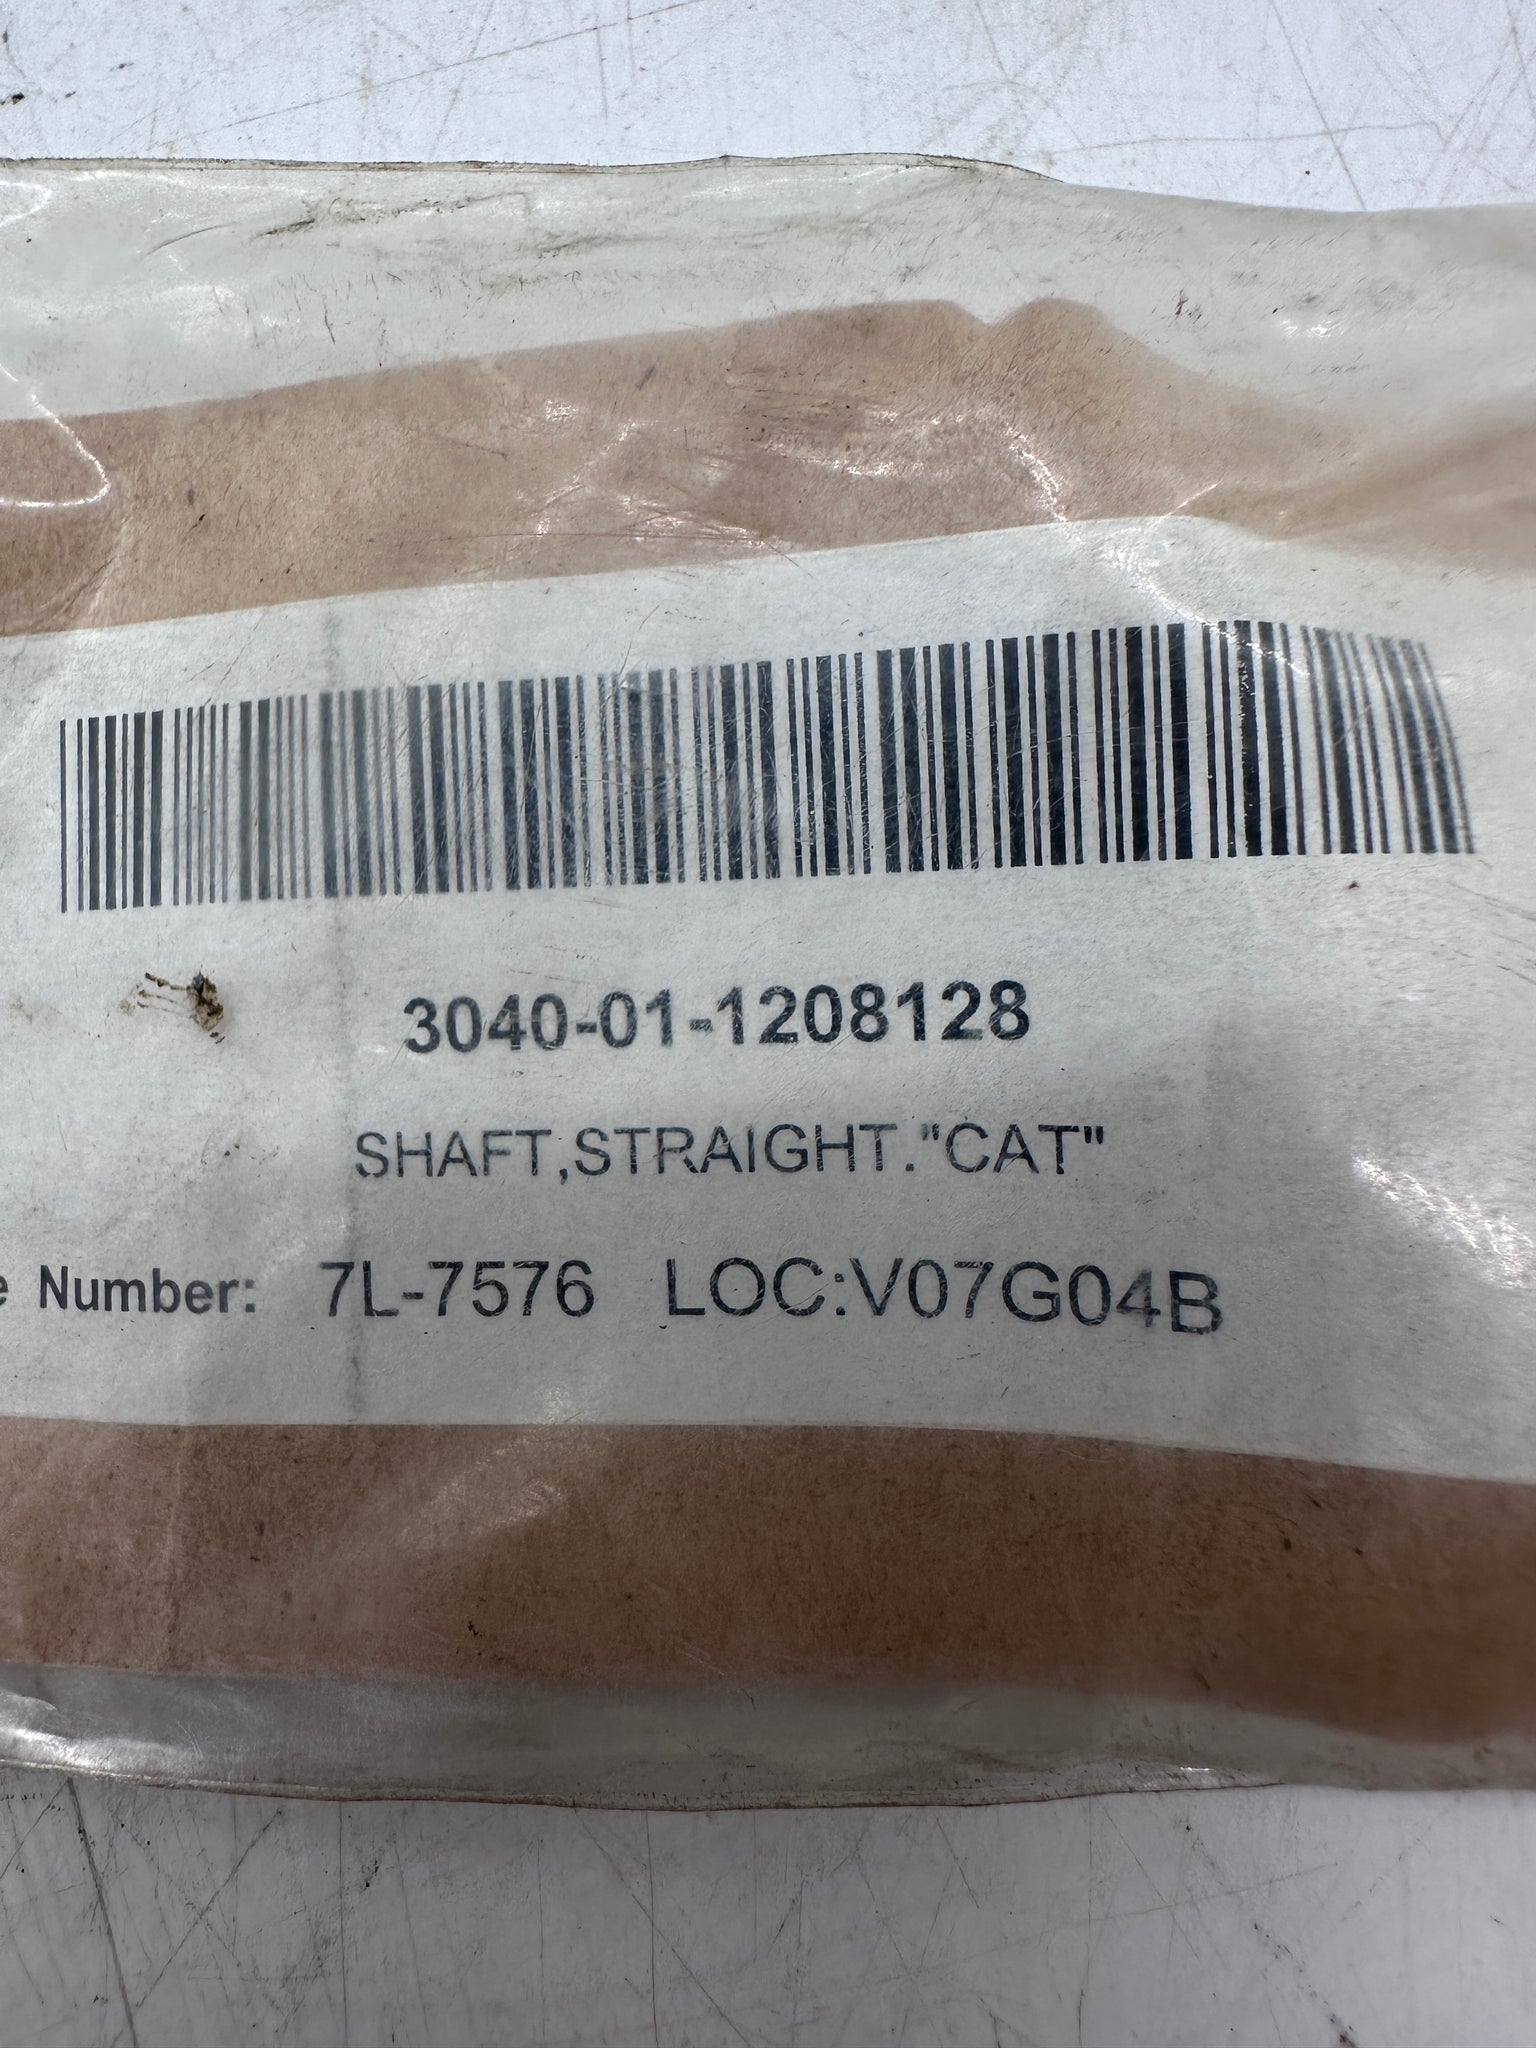 3040-01-1208128
SHAFT,STRAIGHT."CAT"
Number: 7L-7576 LOC:V07G04B